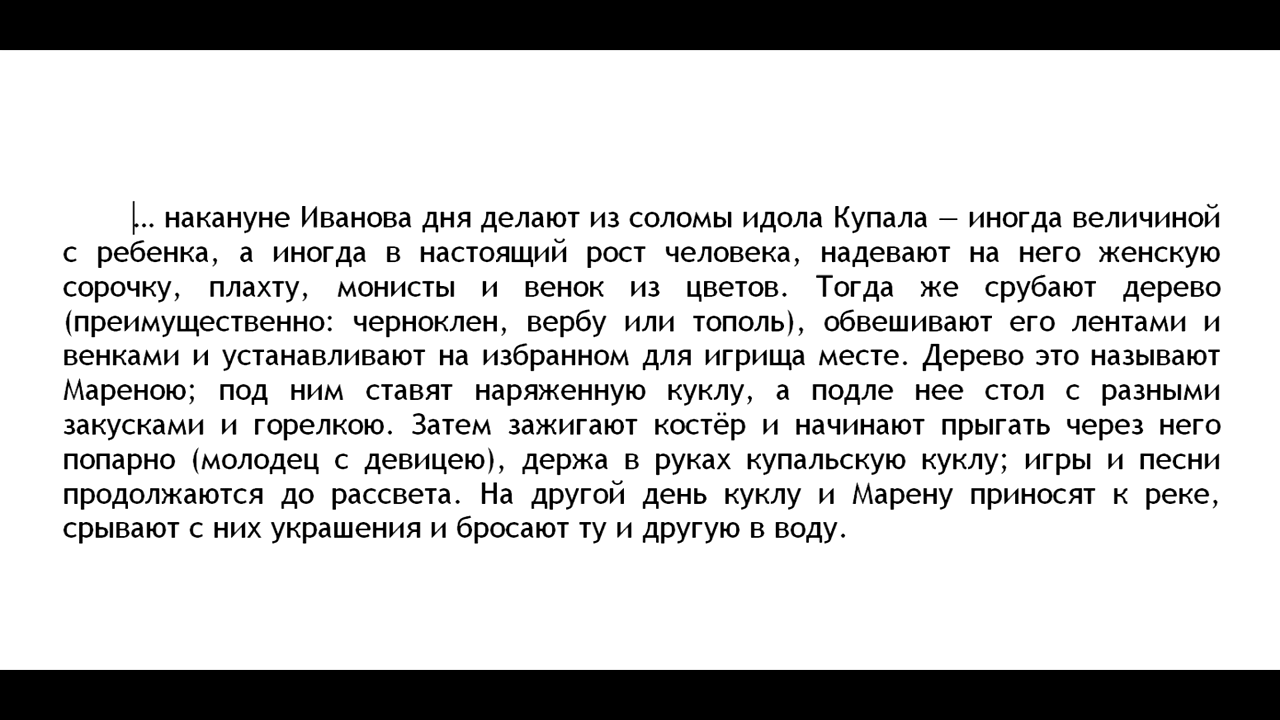 ... накануне Иванова дня делают из соломы идола Купала — иногда величиной
с ребенка, а иногда в настоящий рост человека, надевают на него женскую
сорочку, плахту, монисты и венок из цветов. Тогда же срубают дерево
(преимущественно: черноклен, вербу или тополь), обвешивают его лентами и
венками и устанавливают на избранном для игрища месте. Дерево это называют
Мареною; под ним ставят наряженную куклу, а подле нее стол с разными
закусками и горелкою. Затем зажигают костёр и начинают прыгать через него
попарно (молодец с девицею), держа в руках купальскую куклу; игры и песни
продолжаются до рассвета. На другой день куклу и Марену приносят к реке,
срывают с них украшения и бросают ту и другую в воду.